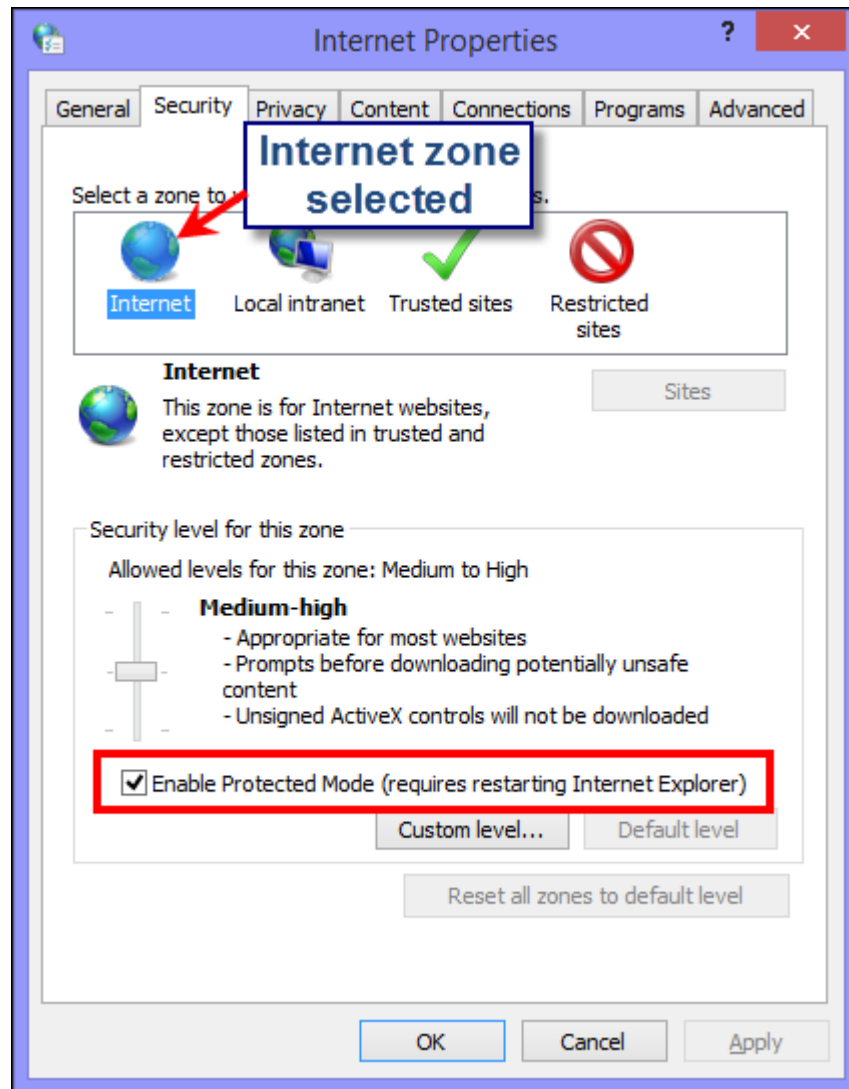 Internet Properties
?
General Security Privacy Content Connections Programs Advanced
Internet zone
selected
Select a zone to s.
Internet Local intranet Trusted sites Restricted
sites
Internet
Sites
This zone is for Internet websites,
except those listed in trusted and
restricted zones.
Security level for this zone
Allowed levels for this zone: Medium to High
Medium-high
- Appropriate for most websites
- Prompts before downloading potentially unsafe
content
- Unsigned ActiveX controls will not be downloaded
Enable Protected Mode (requires restarting Internet Explorer)
Custom level... Default level
Reset all zones to default level
OK Cancel Apply